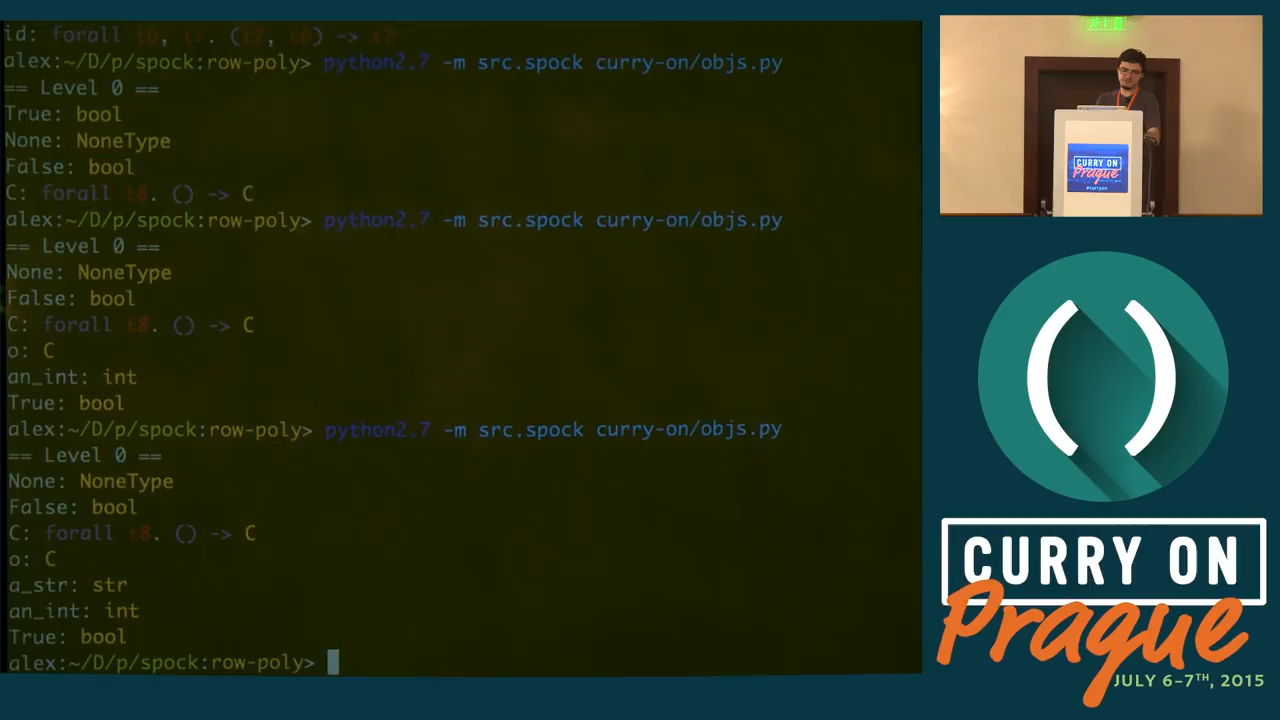 id: forall t6, t7. (t7, t6) -> t7
alex:~/D/p/spock:row-poly> python2.7 -m src.spock curry-on/objs.py
== Level 0 ==
True: bool
None: NoneType
False: bool
C: forall t8. () -> C
alex:~/D/p/spock:row-poly> python2.7 -m src.spock curry-on/objs.py
== Level 0 ==
None: NoneType
False: bool
C: forall t8. () -> C
o: C
an_int: int
True: bool
alex:~/D/p/spock:row-poly> python2.7 -m src.spock curry-on/objs.py
== Level 0 ==
None: NoneType
False: bool
C: forall t8. () -> C
o: C
a_str: str
an_int: int
True: bool
alex:~/D/p/spock:row-poly>
CURRY ON
Prague
#curryon
( )
CURRY ON
Prague
JULY 6-7TH, 2015